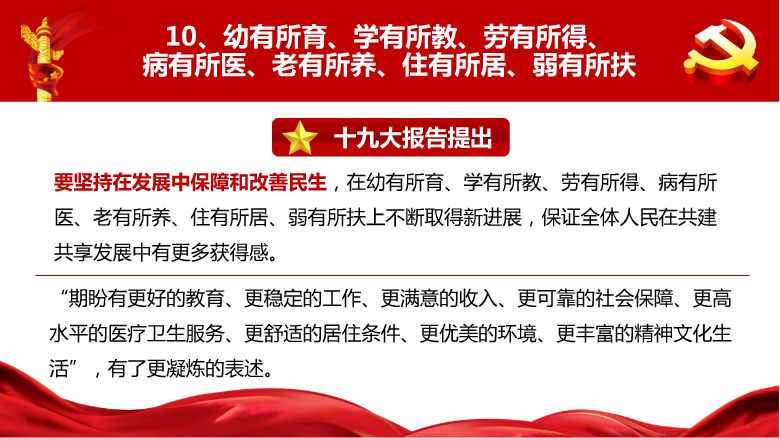 10、幼有所育、学有所教、劳有所得、
病有所医、老有所养、住有所居、弱有所扶
十九大报告提出
要坚持在发展中保障和改善民生，在幼有所育、学有所教、劳有所得、病有所
医、老有所养、住有所居、弱有所扶上不断取得新进展，保证全体人民在共建
共享发展中有更多获得感。
“期盼有更好的教育、更稳定的工作、更满意的收入、更可靠的社会保障、更高
水平的医疗卫生服务、更舒适的居住条件、更优美的环境、更丰富的精神文化生
活”，有了更凝炼的表述。